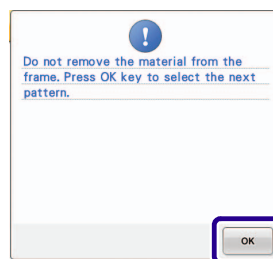 Do not remove the material from the
frame. Press OK key to select the next
pattern.
OK